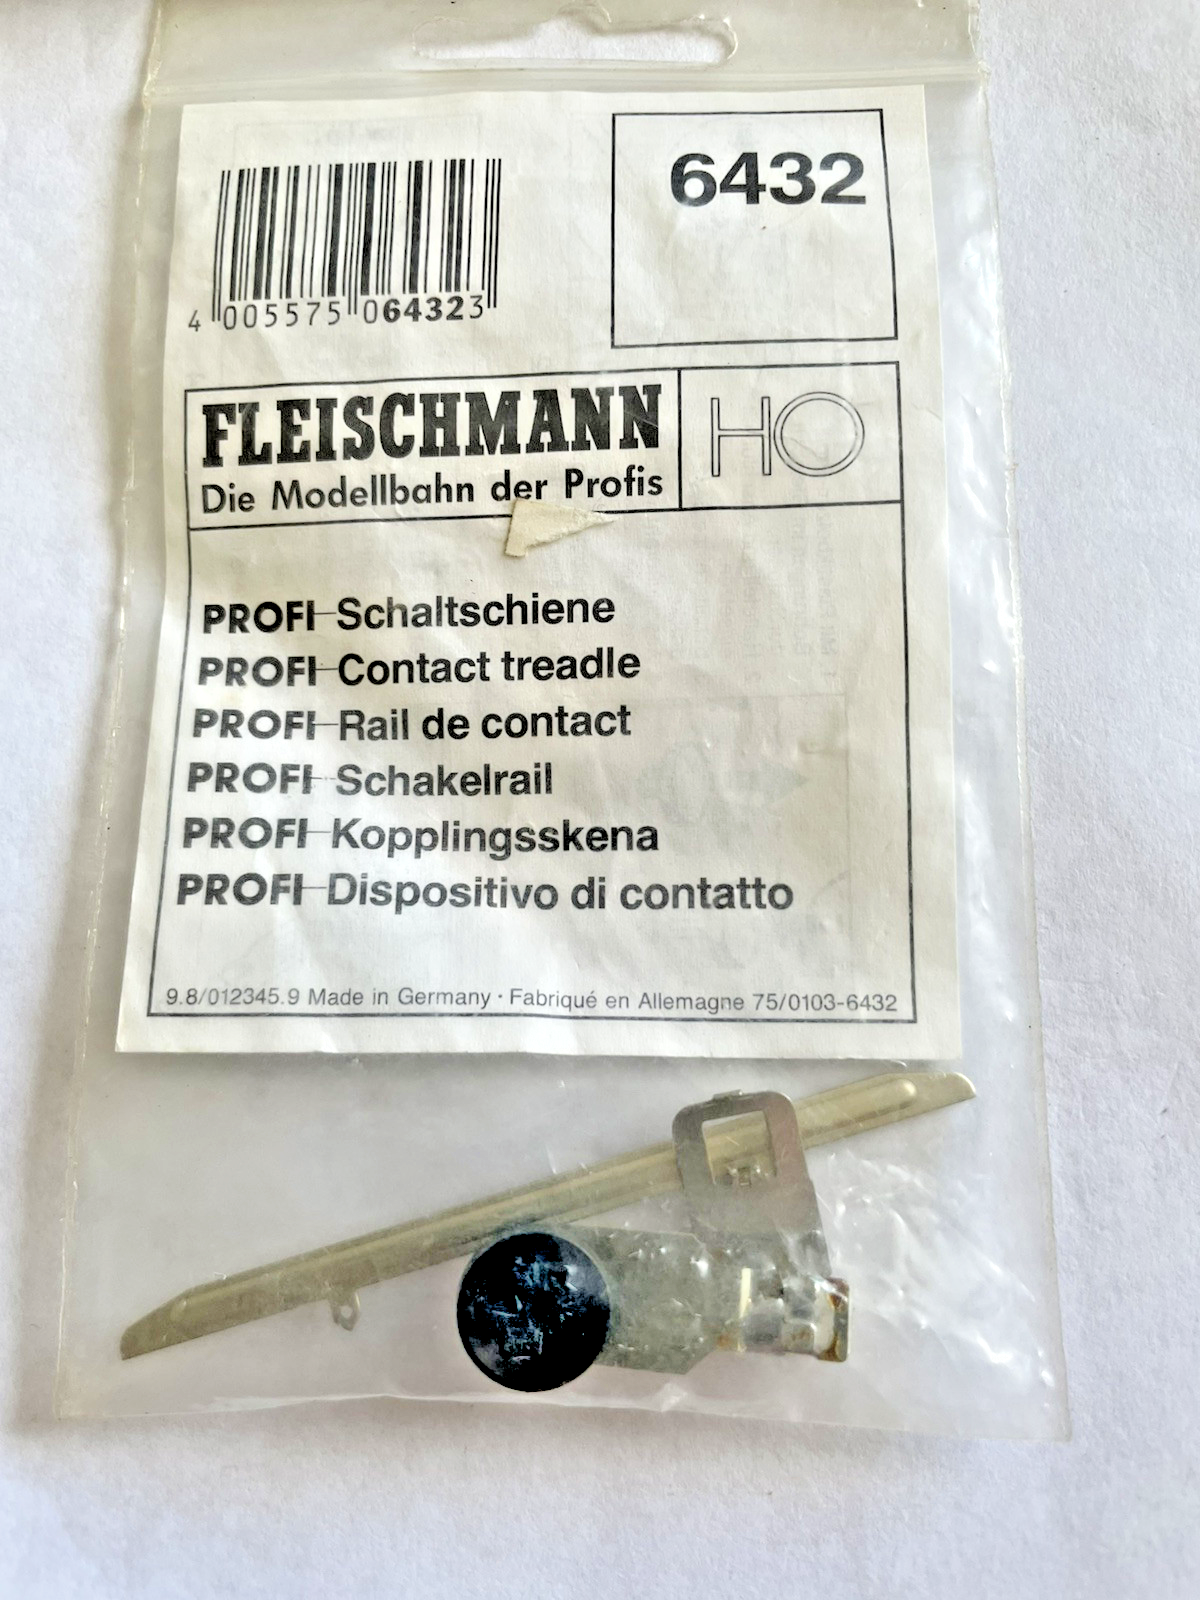 6432
4 005575 064323
FLEISCHMANN
Die Modellbahn der Profis
HO
PROFI-Schaltschiene
PROFI-Contact treadle
PROFI-Rail de contact
PROFI-Schakelrail
PROFI-Kopplingsskena
PROFI-Dispositivo di contatto
9.8/012345.9 Made in Germany · Fabriqué en Allemagne 75/0103-6432